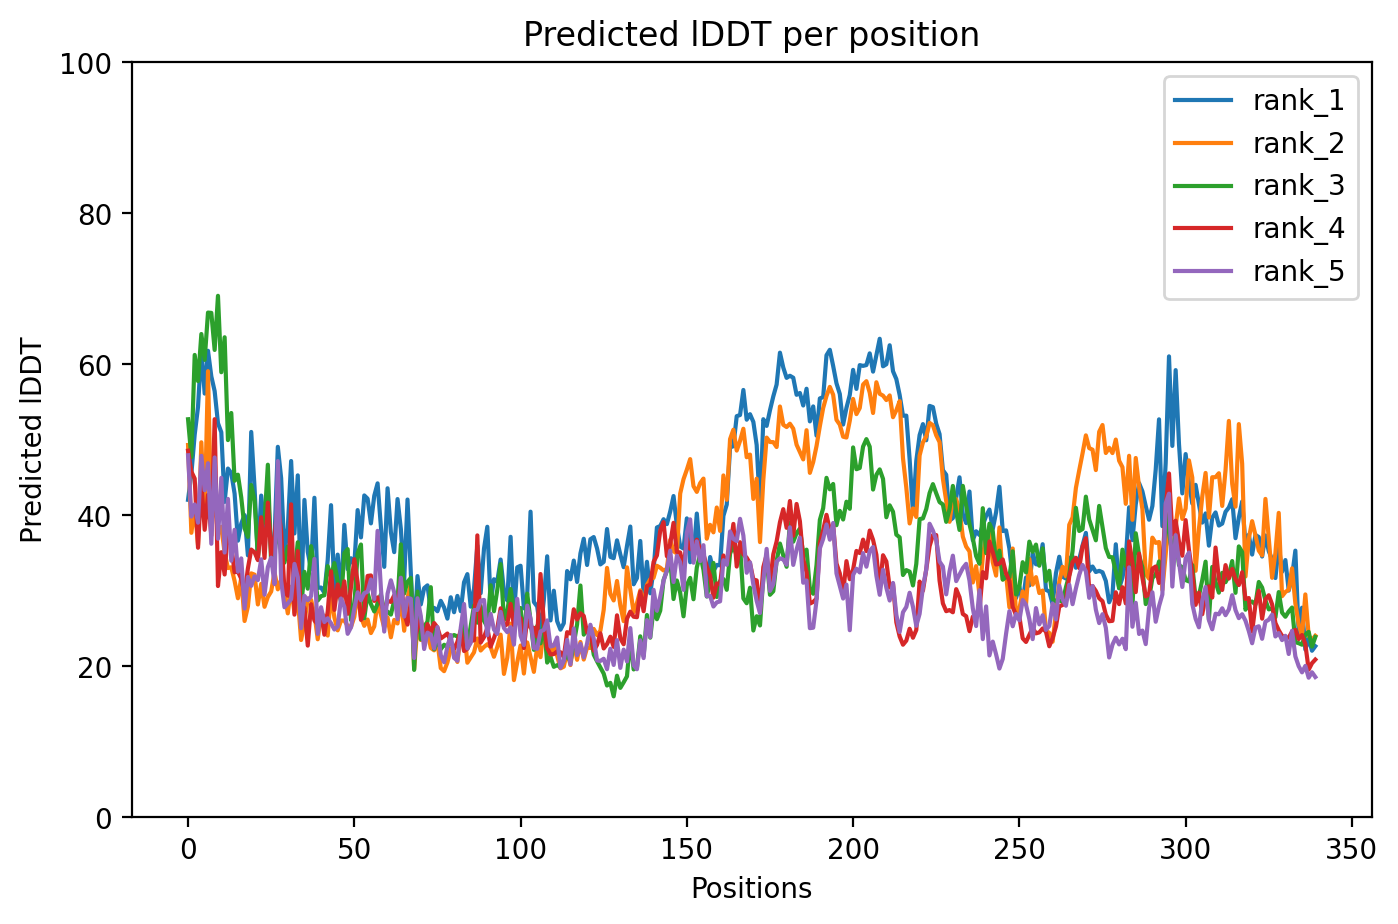 Predicted lDDT per position
100
80
60
40
20
0
Predicted lDDT
rank_1
rank_2
rank_3
rank_4
rank_5
0 50 100 150 200 250 300 350
Positions